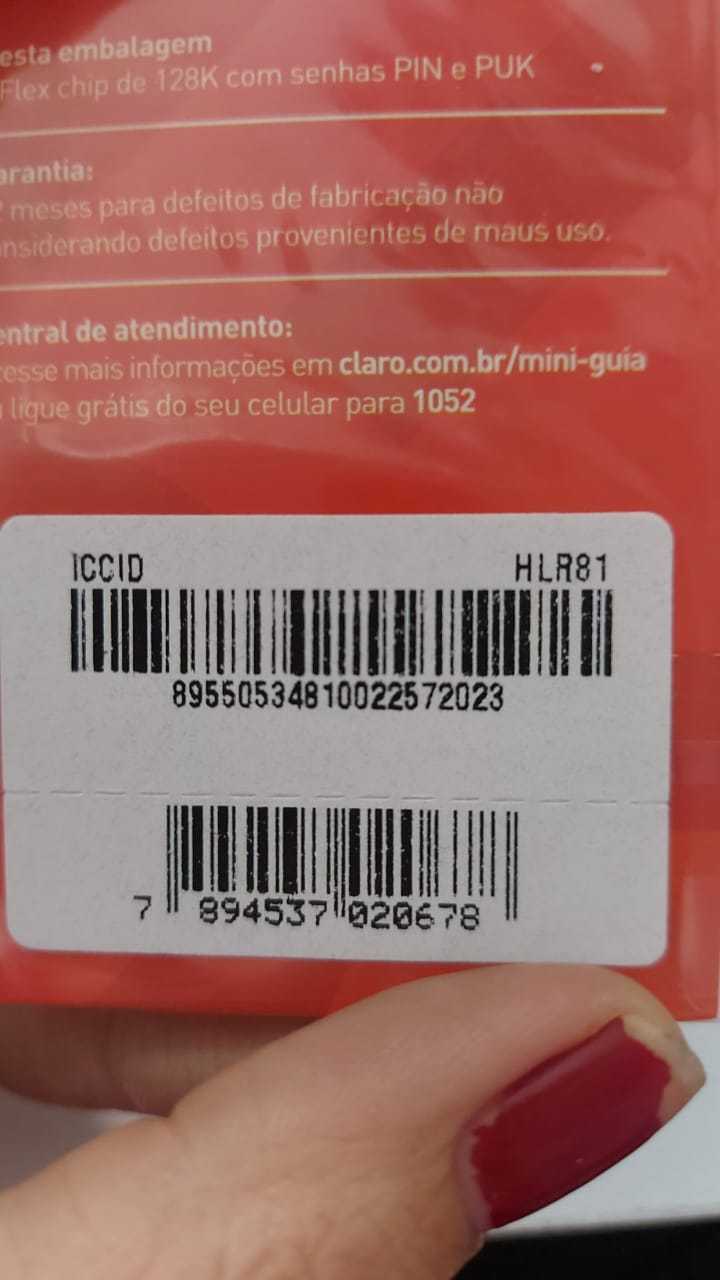 esta embalagem
Flex chip de 128K com senhas PIN e PUK
arantia:
meses para defeitos de fabricação não
nsiderando defeitos provenientes de maus uso.
entral de atendimento:
esse mais informações em claro.com.br/mini-guia
ligue grátis do seu celular para 1052
ICCID HLR81
89550534810022572023
7 894537 020678